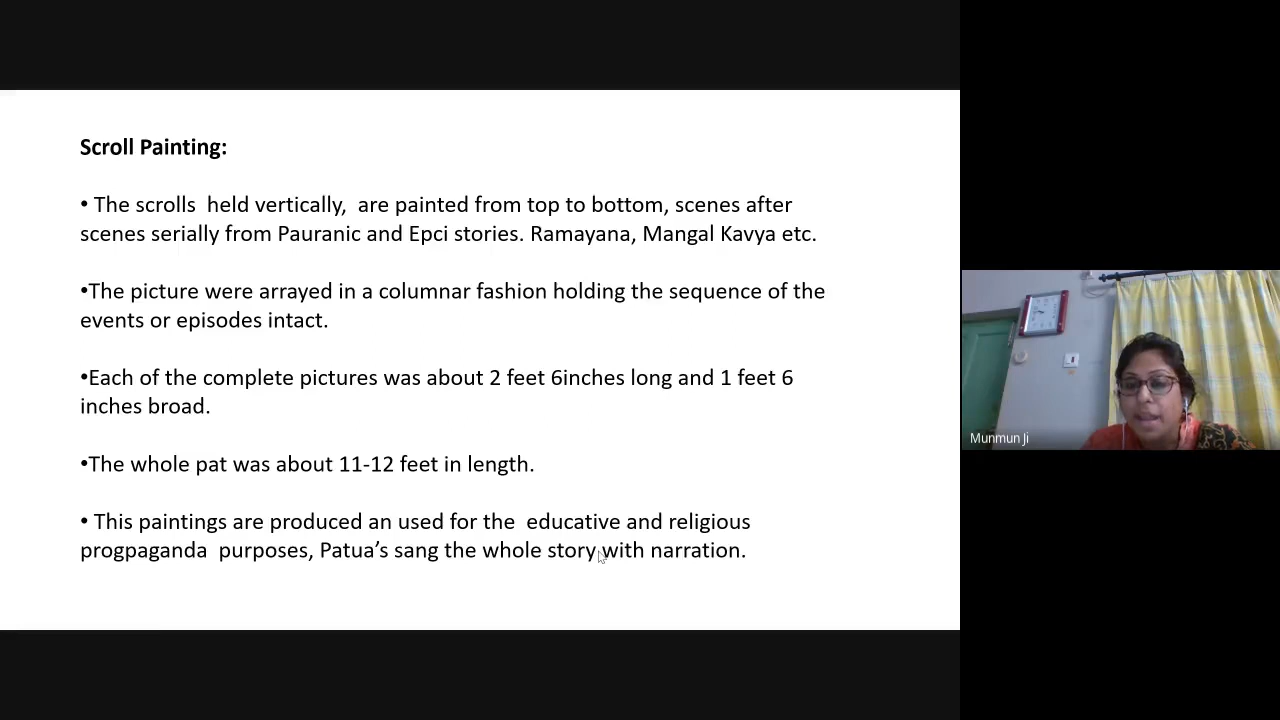 Scroll Painting:
• The scrolls held vertically, are painted from top to bottom, scenes after
scenes serially from Pauranic and Epci stories. Ramayana, Mangal Kavya etc.
•The picture were arrayed in a columnar fashion holding the sequence of the
events or episodes intact.
•Each of the complete pictures was about 2 feet 6inches long and 1 feet 6
inches broad.
•The whole pat was about 11-12 feet in length.
• This paintings are produced an used for the educative and religious
progpaganda purposes, Patua’s sang the whole story with narration.
Munmun Ji